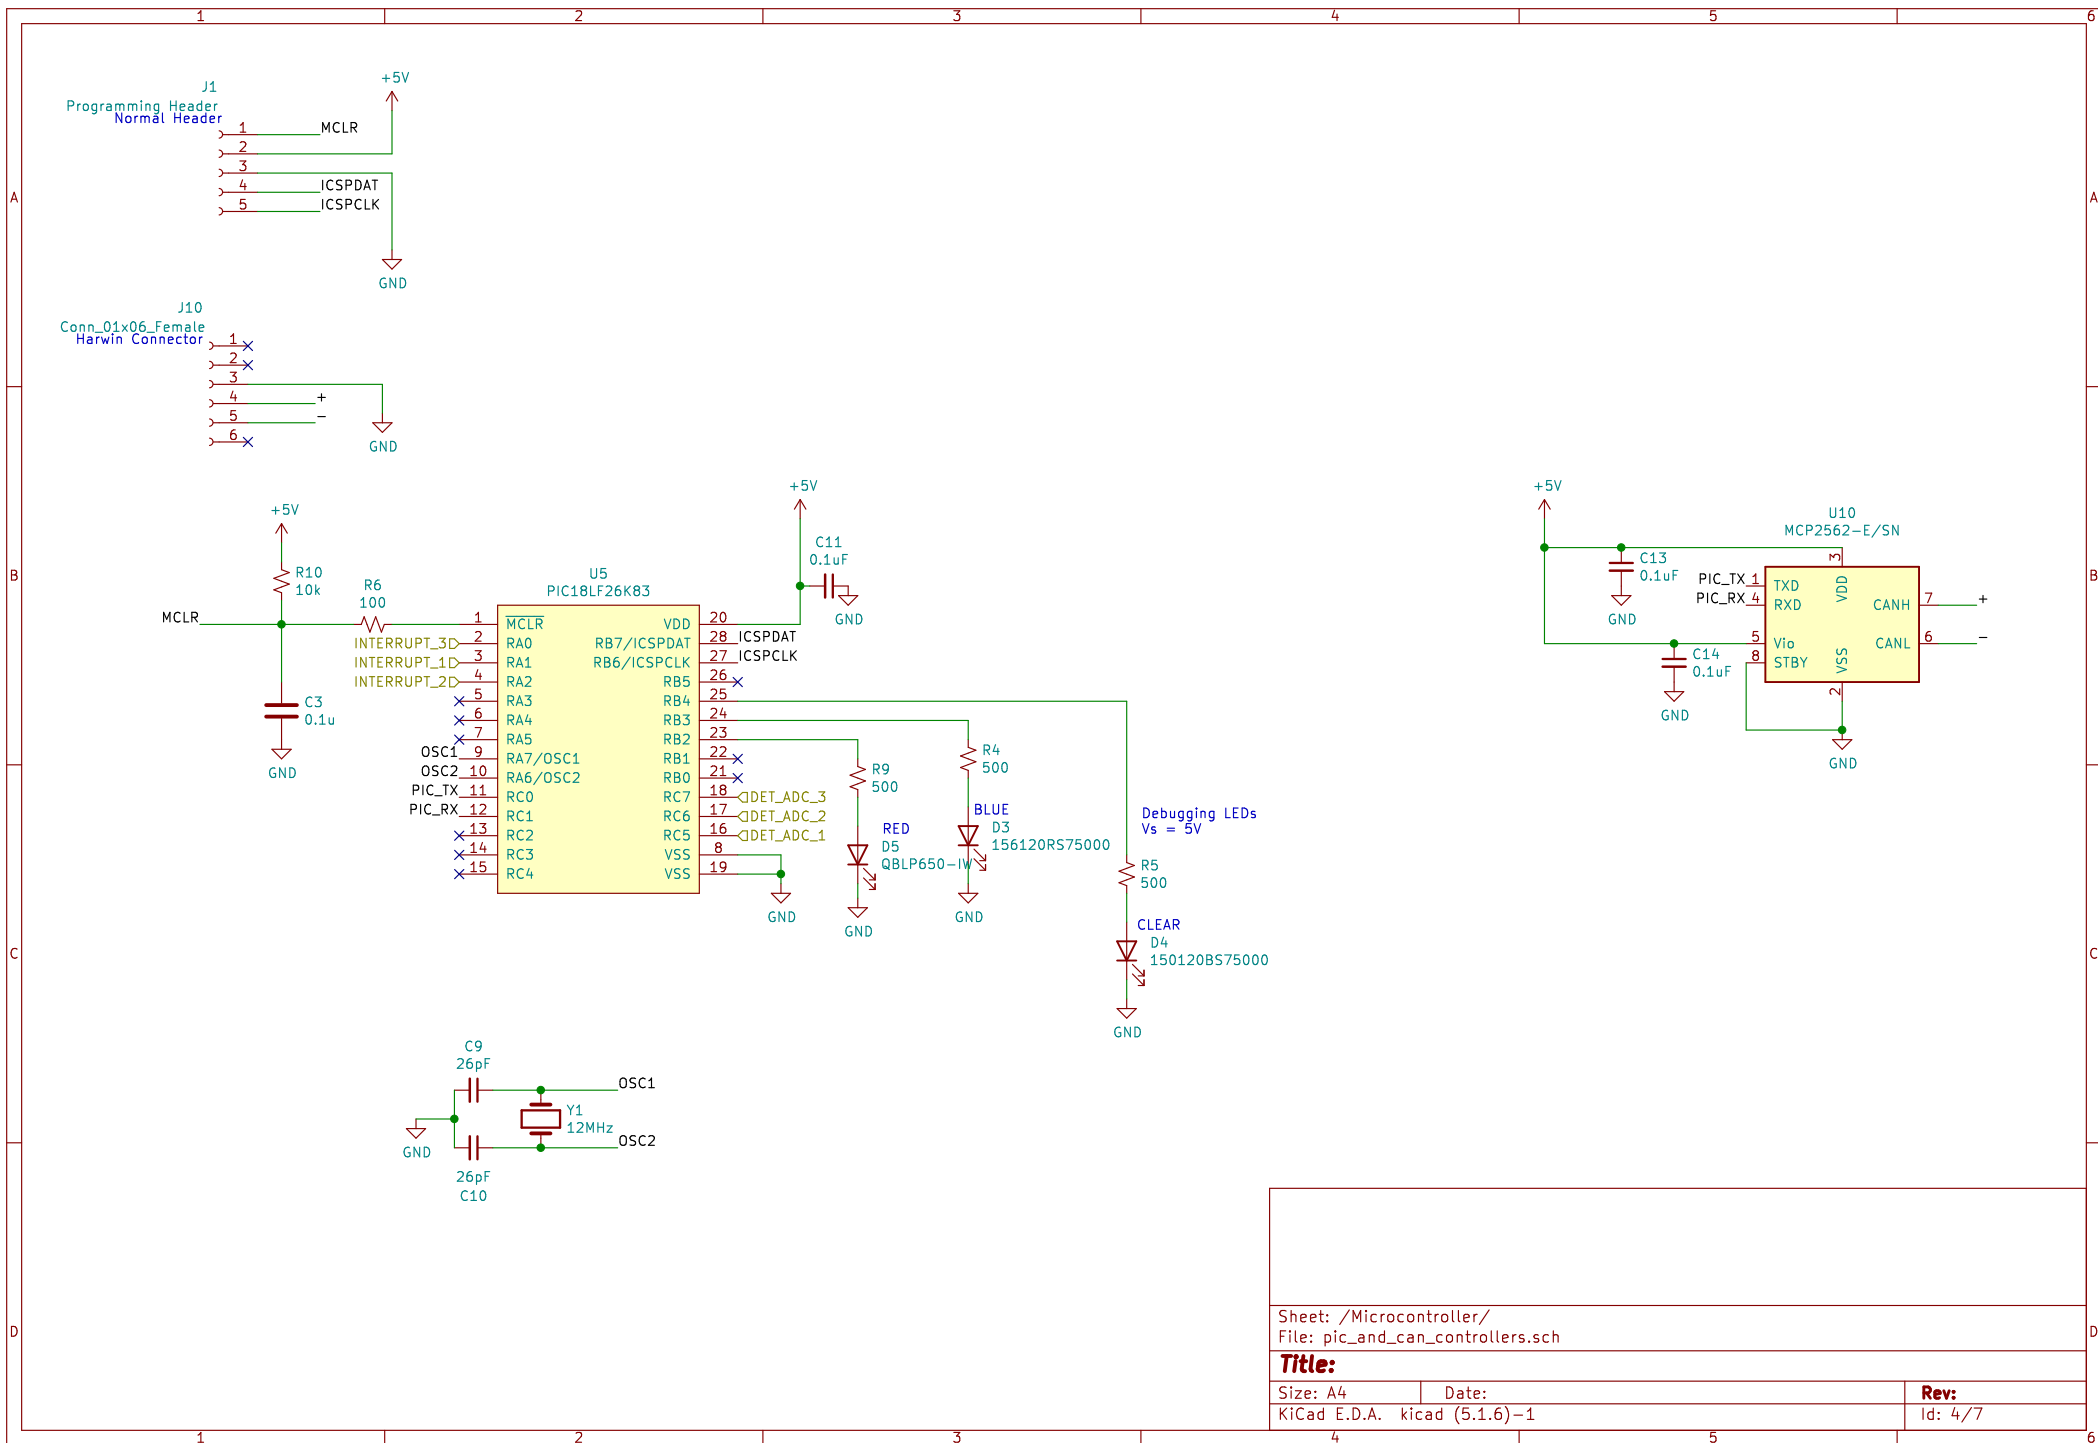 1 2 3 4 5 6
A
B
C
D
A
B
C
D
1 2 3 4 5 6
J1
Programming Header
Normal Header
1 MCLR
2
3
4 ICSPDAT
5 ICSPCLK
+5V
GND
J10
Conn_01x06_Female
Harwin Connector
1
2
3
4 +
5 −
6
GND
+5V
R10
10k
R6
100
MCLR
C3
0.1u
GND
U5
PIC18LF26K83
1 MCLR
INTERRUPT_3 2 RA0
INTERRUPT_1 3 RA1
INTERRUPT_2 4 RA2
5 RA3
6 RA4
7 RA5
OSC1 9 RA7/OSC1
OSC2 10 RA6/OSC2
PIC_TX 11 RC0
PIC_RX 12 RC1
13 RC2
14 RC3
15 RC4
VDD 20
RB7/ICSPDAT 28 ICSPDAT
RB6/ICSPCLK 27 ICSPCLK
RB5 26
RB4 25
RB3 24
RB2 23
RB1 22
RB0 21
RC7 18 DET_ADC_3
RC6 17 DET_ADC_2
RC5 16 DET_ADC_1
VSS 8
VSS 19
GND
+5V
C11
0.1uF
GND
R9
500
RED
D5
QBLP650-IW
GND
R4
500
BLUE
D3
156120RS75000
GND
Debugging LEDs
Vs = 5V
R5
500
CLEAR
D4
150120BS75000
GND
+5V
U10
MCP2562-E/SN
C13
0.1uF
GND
C14
0.1uF
GND
PIC_TX 1 TXD
PIC_RX 4 RXD
5 Vio
8 STBY
3 VDD
2 VSS
CANH 7 +
CANL 6 −
GND
C9
26pF
OSC1
Y1
12MHz
OSC2
GND
26pF
C10
Sheet: /Microcontroller/
File: pic_and_can_controllers.sch
Title:
Size: A4 Date: Rev:
KiCad E.D.A. kicad (5.1.6)-1 Id: 4/7